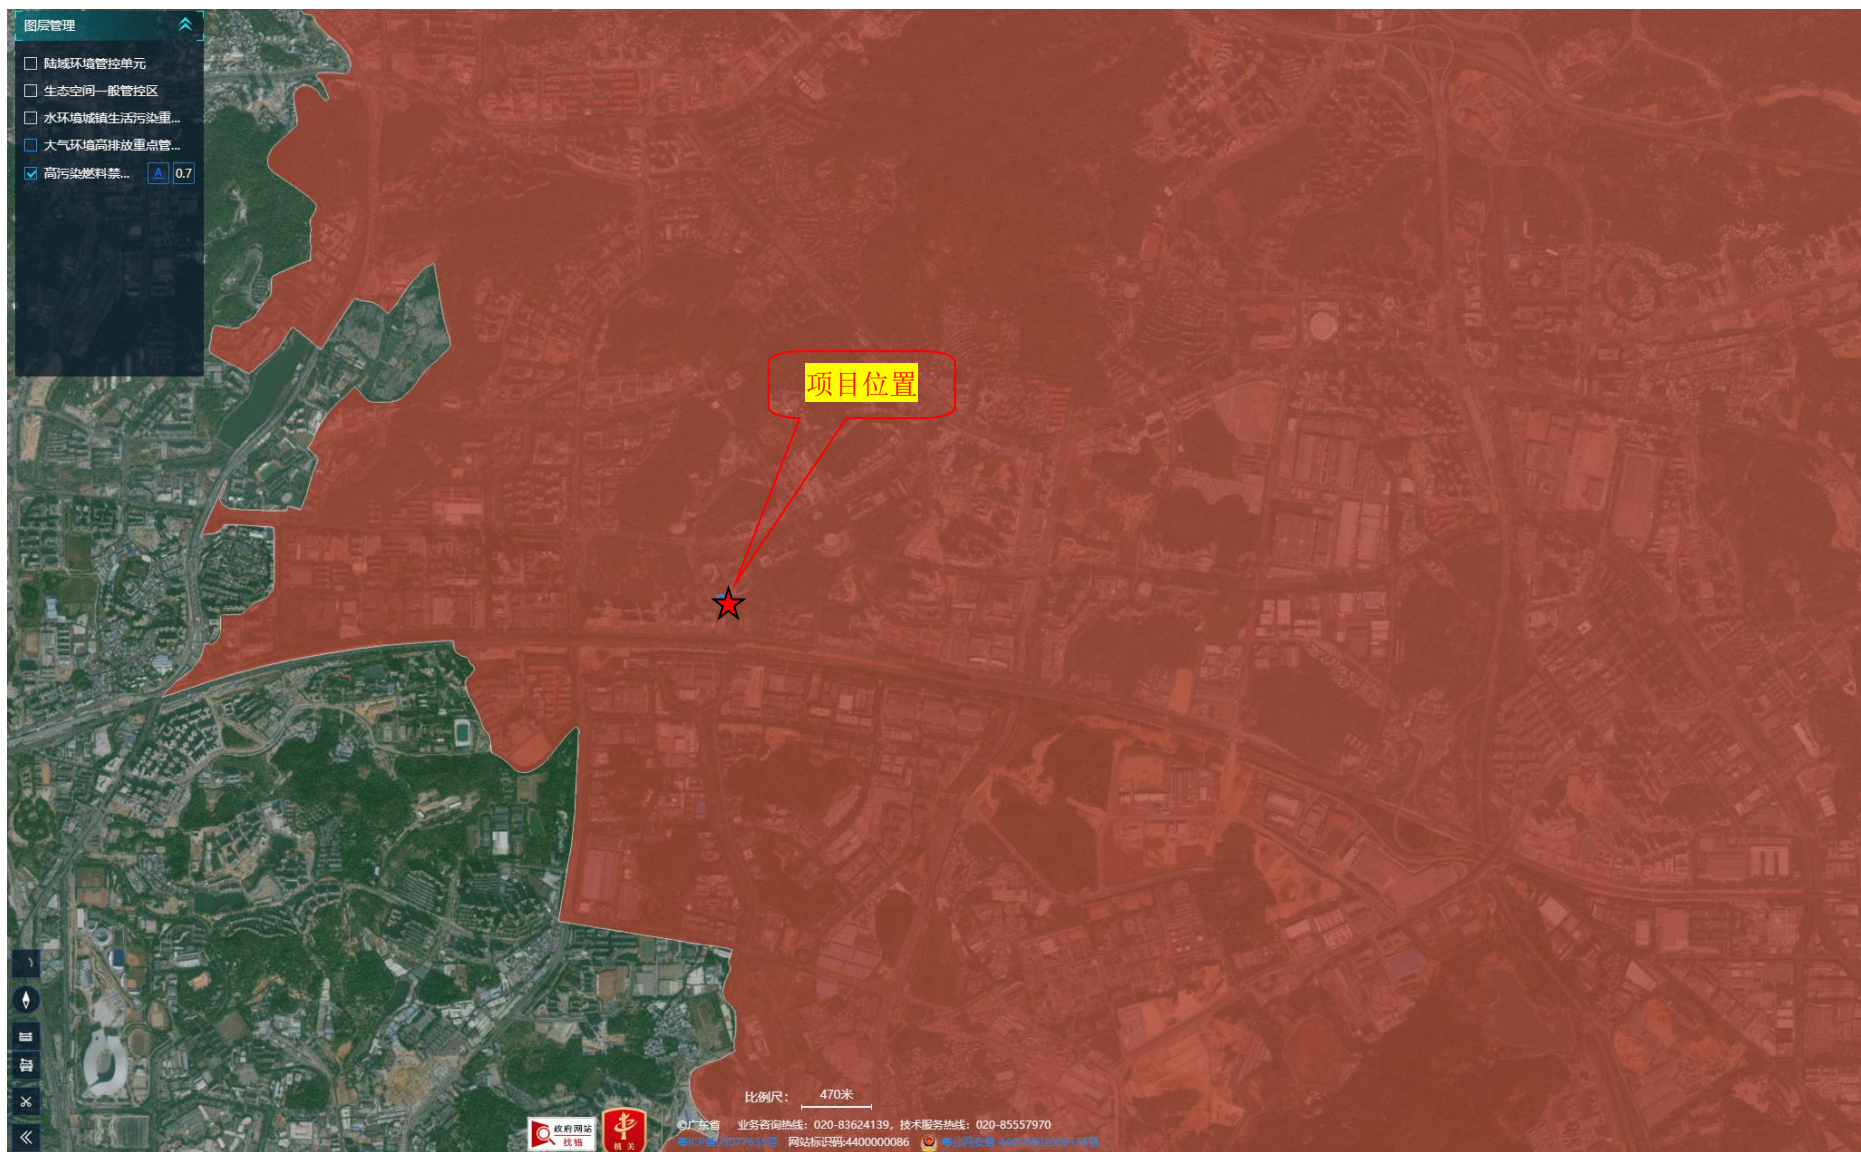 图层管理
陆域环境管控单元
生态空间一般管控区
水环境城镇生活污染重...
大气环境高排放重点管...
高污染燃料禁... A 0.7
项目位置
比例尺： 470米
政府网站
找错
机关
©广东省 业务咨询热线：020-83624139，技术服务热线：020-85557970
网站标识码:4400000086